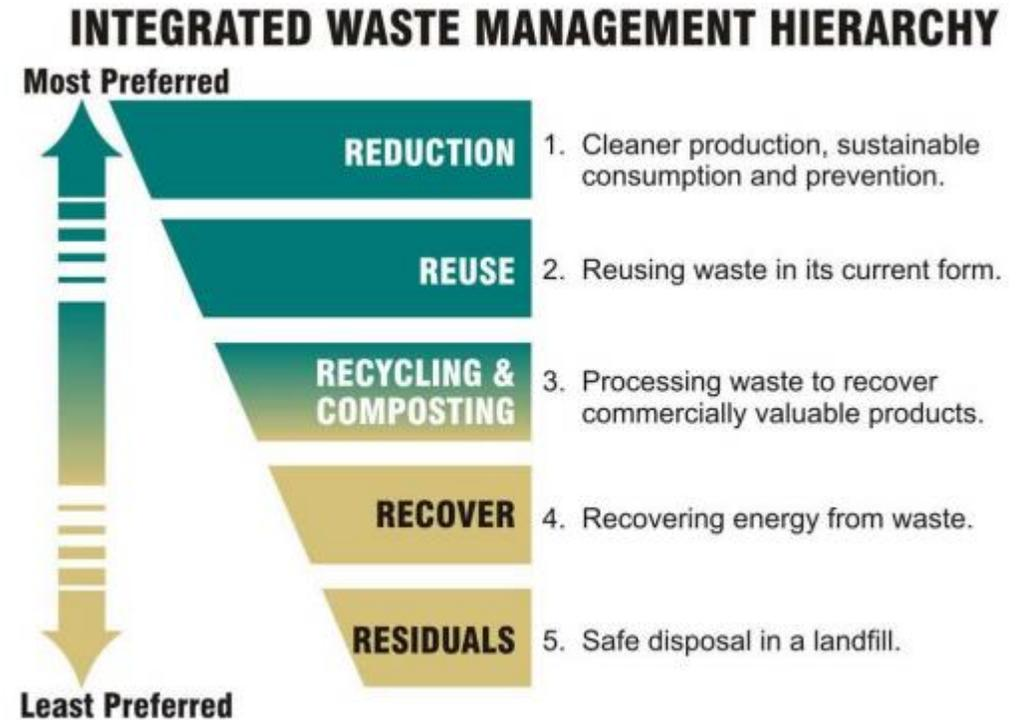 INTEGRATED WASTE MANAGEMENT HIERARCHY
Most Preferred
REDUCTION
1. Cleaner production, sustainable
consumption and prevention.
REUSE
2. Reusing waste in its current form.
RECYCLING &
COMPOSTING
3. Processing waste to recover
commercially valuable products.
RECOVER
4. Recovering energy from waste.
RESIDUALS
5. Safe disposal in a landfill.
Least Preferred